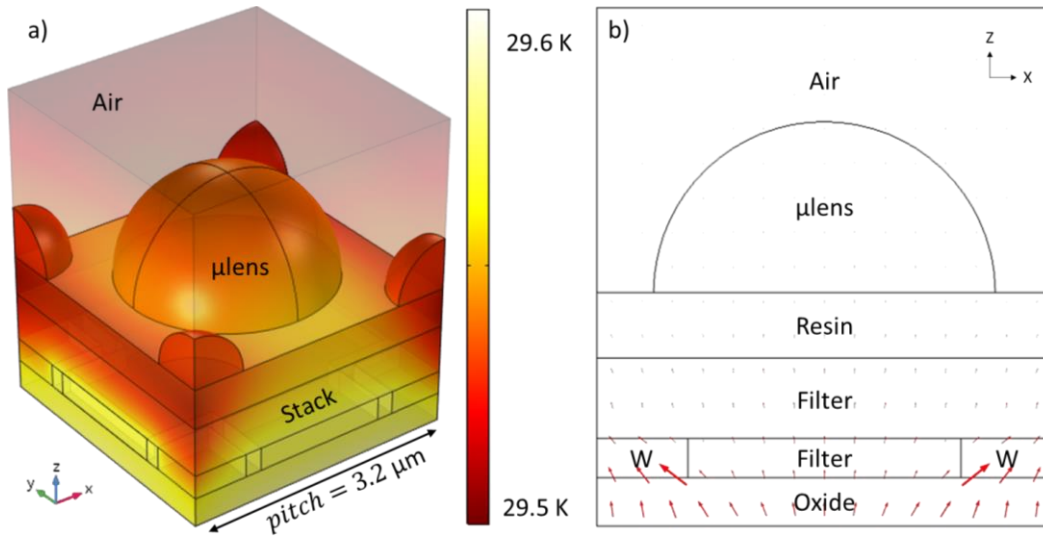 a)
Air
µlens
Stack
z
y
x
pitch = 3.2 µm
29.6 K
29.5 K
b)
z
x
Air
µlens
Resin
Filter
W
Filter
W
Oxide